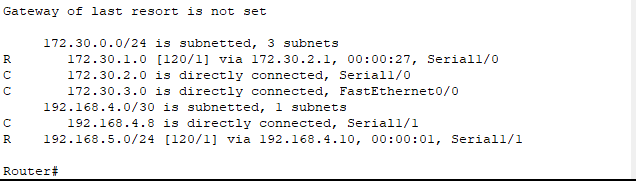 Gateway of last resort is not set
172.30.0.0/24 is subnetted, 3 subnets
R 172.30.1.0 [120/1] via 172.30.2.1, 00:00:27, Serial1/0
C 172.30.2.0 is directly connected, Serial1/0
C 172.30.3.0 is directly connected, FastEthernet0/0
192.168.4.0/30 is subnetted, 1 subnets
C 192.168.4.8 is directly connected, Serial1/1
R 192.168.5.0/24 [120/1] via 192.168.4.10, 00:00:01, Serial1/1
Router#